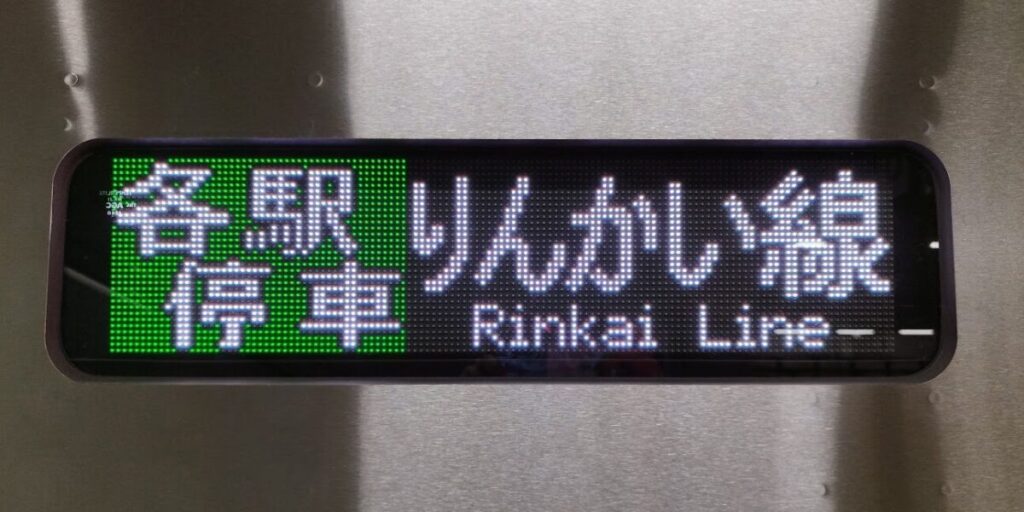 各駅
停車
りんかい線
Rinkai Line